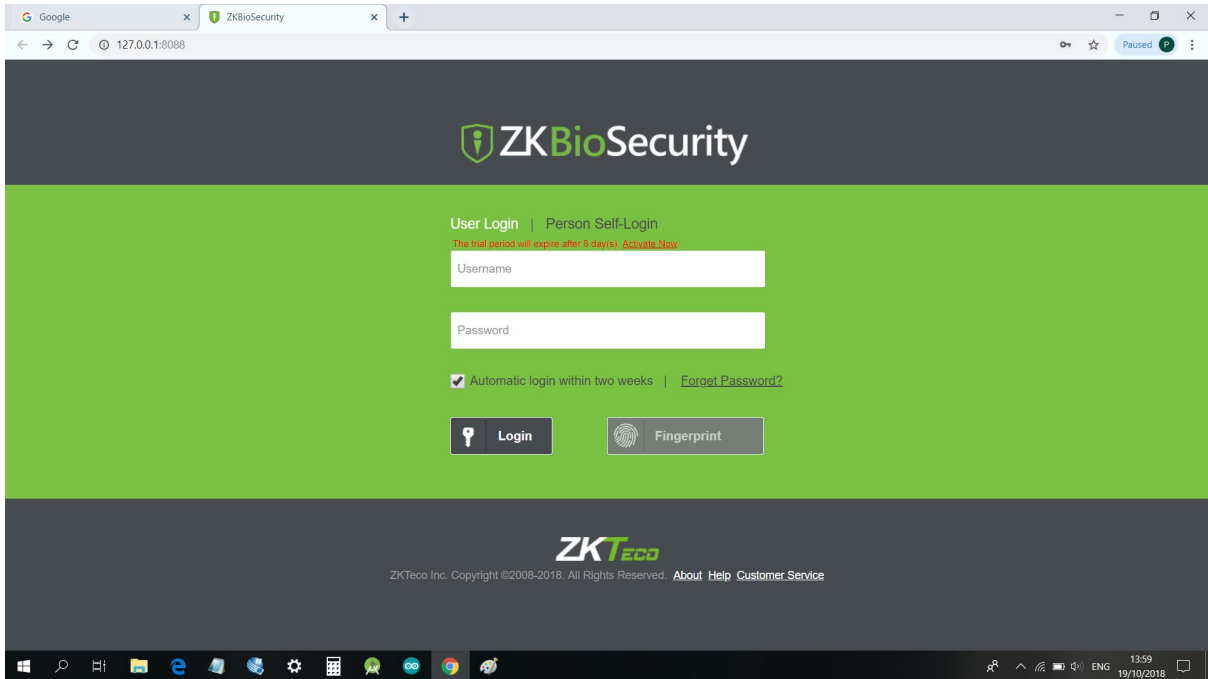 Google
ZKBioSecurity
127.0.0.1:8088
Paused P
ZKBioSecurity
User Login | Person Self-Login
The trial period will expire after 6 day(s). Activate Now
Username
Password
Automatic login within two weeks | Forget Password?
Login
Fingerprint
ZKTeco
ZKTeco Inc. Copyright ©2008-2018. All Rights Reserved. About Help Customer Service
ENG
13:59
19/10/2018